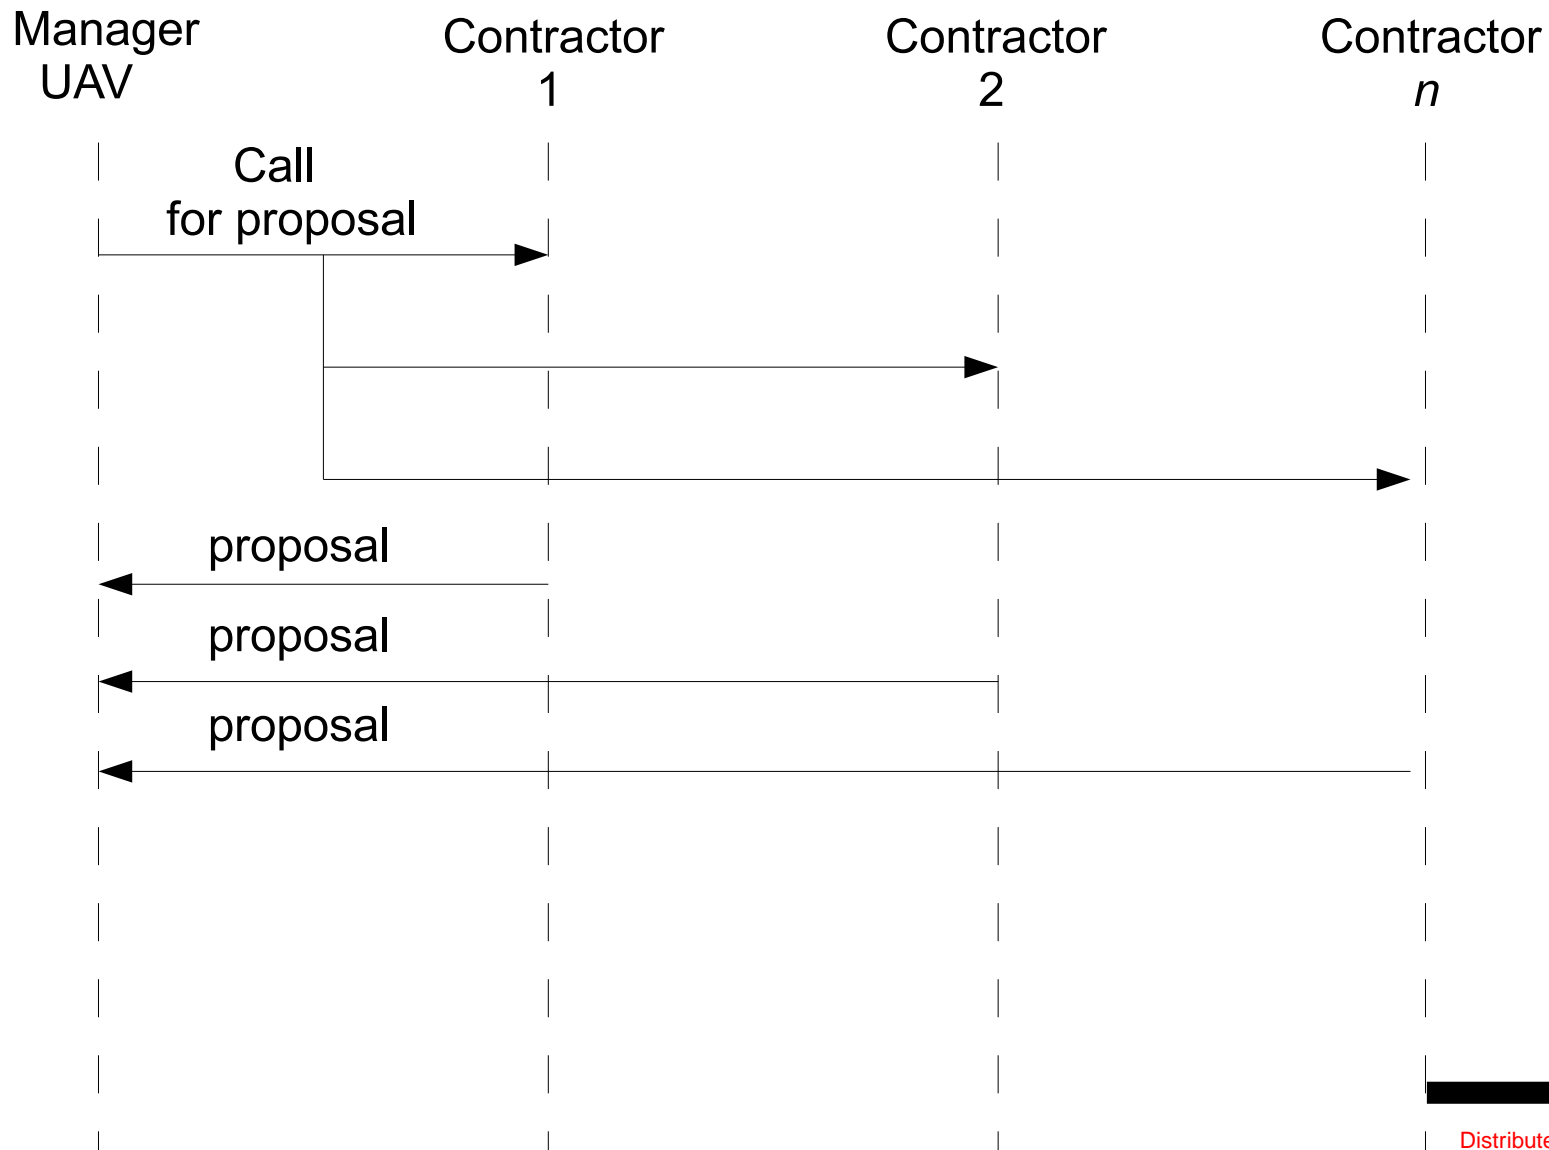 Manager
UAV
Contractor
1
Contractor
2
Contractor
n
Call
for proposal
proposal
proposal
proposal